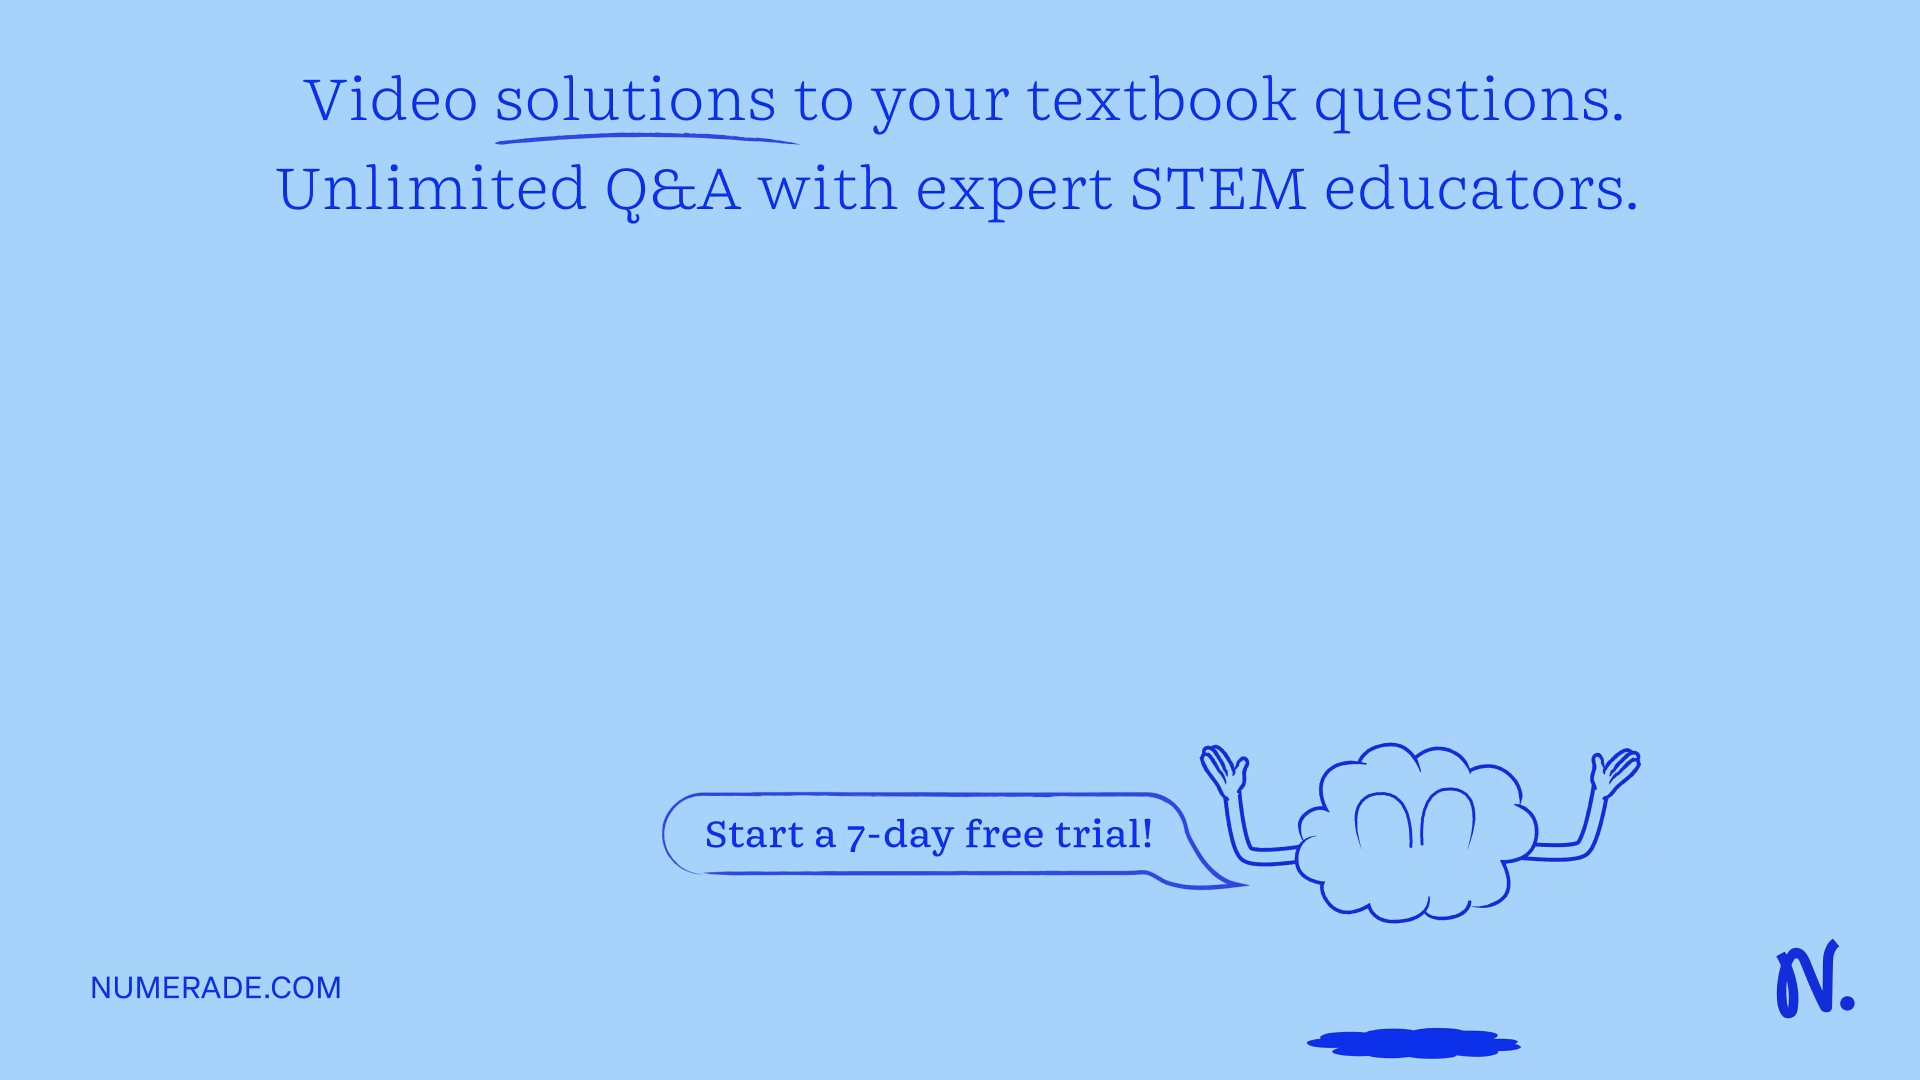 Video solutions to your textbook questions.
Unlimited Q&A with expert STEM educators.
Start a 7-day free trial!
NUMERADE.COM
N.